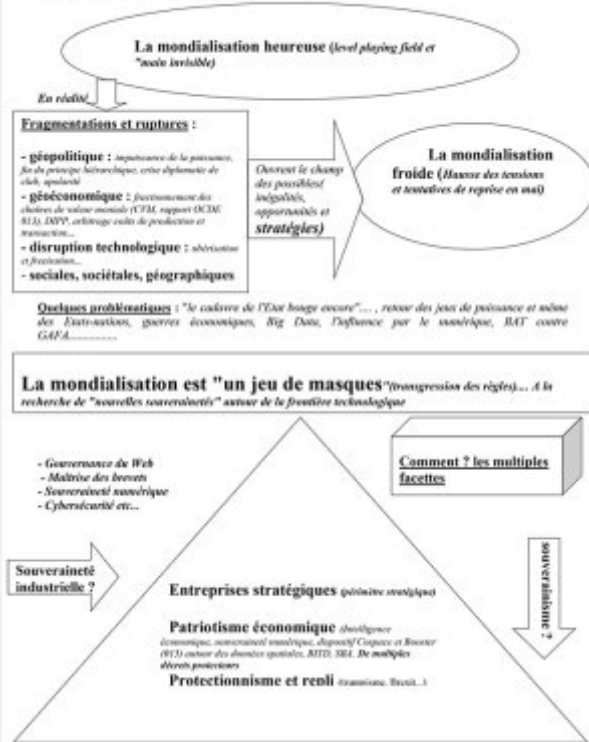 La mondialisation heureuse (level playing field et
"main invisible)
En réalité
Fragmentations et ruptures :
- géopolitique : impuissance de la puissance,
fin du principe hiérarchique, crise diplomatie de
club, apolarité
- géoéconomique : fractionnement des
chaînes de valeur mondiale (CVM, rapport OCDE
013), DIPP, arbitrage coûts de production et
transaction...
- disruption technologique : ubérisation
et
- sociales, sociétales, géographiques
Ouvrent le champ
des possibles(
inégalités,
opportunités et
stratégies)
La mondialisation
froide (Hausse des tensions
et tentatives de reprise en mai)
Quelques problématiques : "le cadavre de l'Etat bouge encore".... , retour des jeux de puissance et même
des Etats-nations, guerres économiques, Big Data, l'influence par le numérique, BAT contre
GAFA..............
La mondialisation est "un jeu de masques"(transgression des règles).... A la
recherche de "nouvelles souverainetés" autour de la frontière technologique
- Gouvernance du Web
- Maîtrise des brevets
- Souveraineté numérique
- Cybersécurité etc...
Comment ? les multiples
facettes
Souveraineté
industrielle ?
souverainisme ?
Entreprises stratégiques (périmètre stratégique)
Patriotisme économique (Intelligence
économique, souveraineté numérique, dispositif Cospace et Booster
(015) autour des données spatiales, BITD, SBA. De multiples
décrets protecteurs
Protectionnisme et repli (trumpisme, Brexit...)